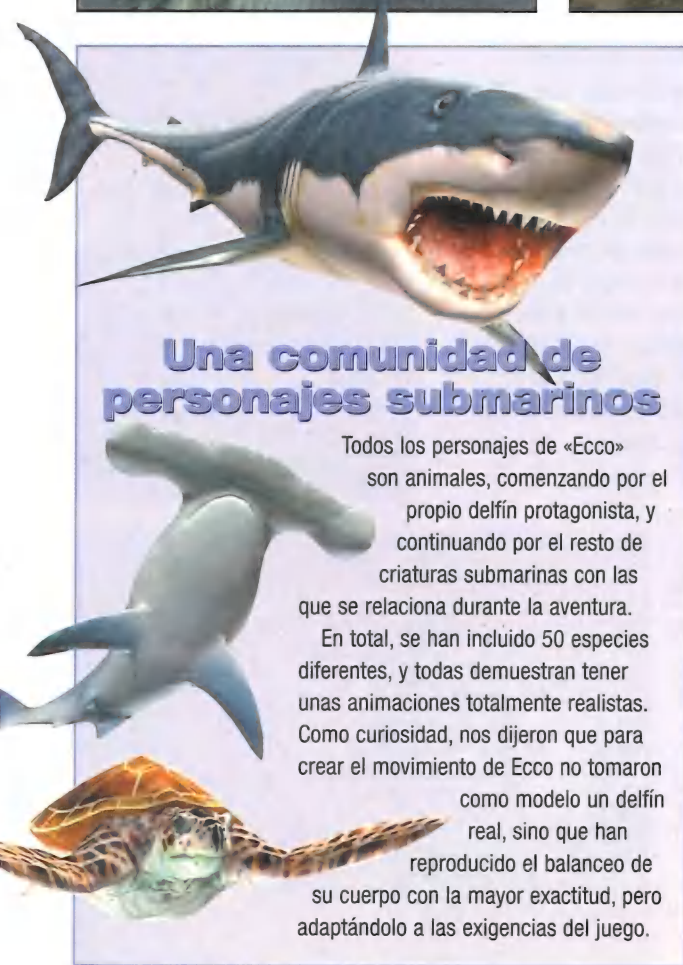 Una comunidad de
personajes submarinos
Todos los personajes de «Ecco»
son animales, comenzando por el
propio delfín protagonista, y
continuando por el resto de
criaturas submarinas con las
que se relaciona durante la aventura.
En total, se han incluido 50 especies
diferentes, y todas demuestran tener
unas animaciones totalmente realistas.
Como curiosidad, nos dijeron que para
crear el movimiento de Ecco no tomaron
como modelo un delfín
real, sino que han
reproducido el balanceo de
su cuerpo con la mayor exactitud, pero
adaptándolo a las exigencias del juego.